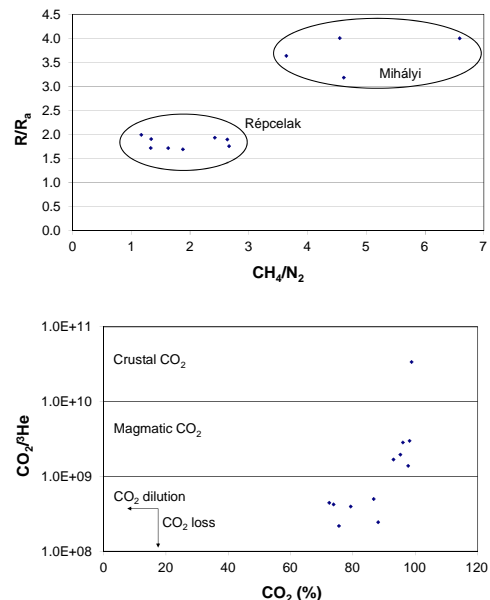 4.5
4.0
3.5
3.0
2.5
2.0
1.5
1.0
0.5
0.0
R/Ra
Mihályi
Répcelak
0 1 2 3 4 5 6 7
CH4/N2
1.0E+11
1.0E+10
1.0E+09
1.0E+08
CO2/3He
Crustal CO2
Magmatic CO2
CO2 dilution
CO2 loss
0 20 40 60 80 100 120
CO2 (%)